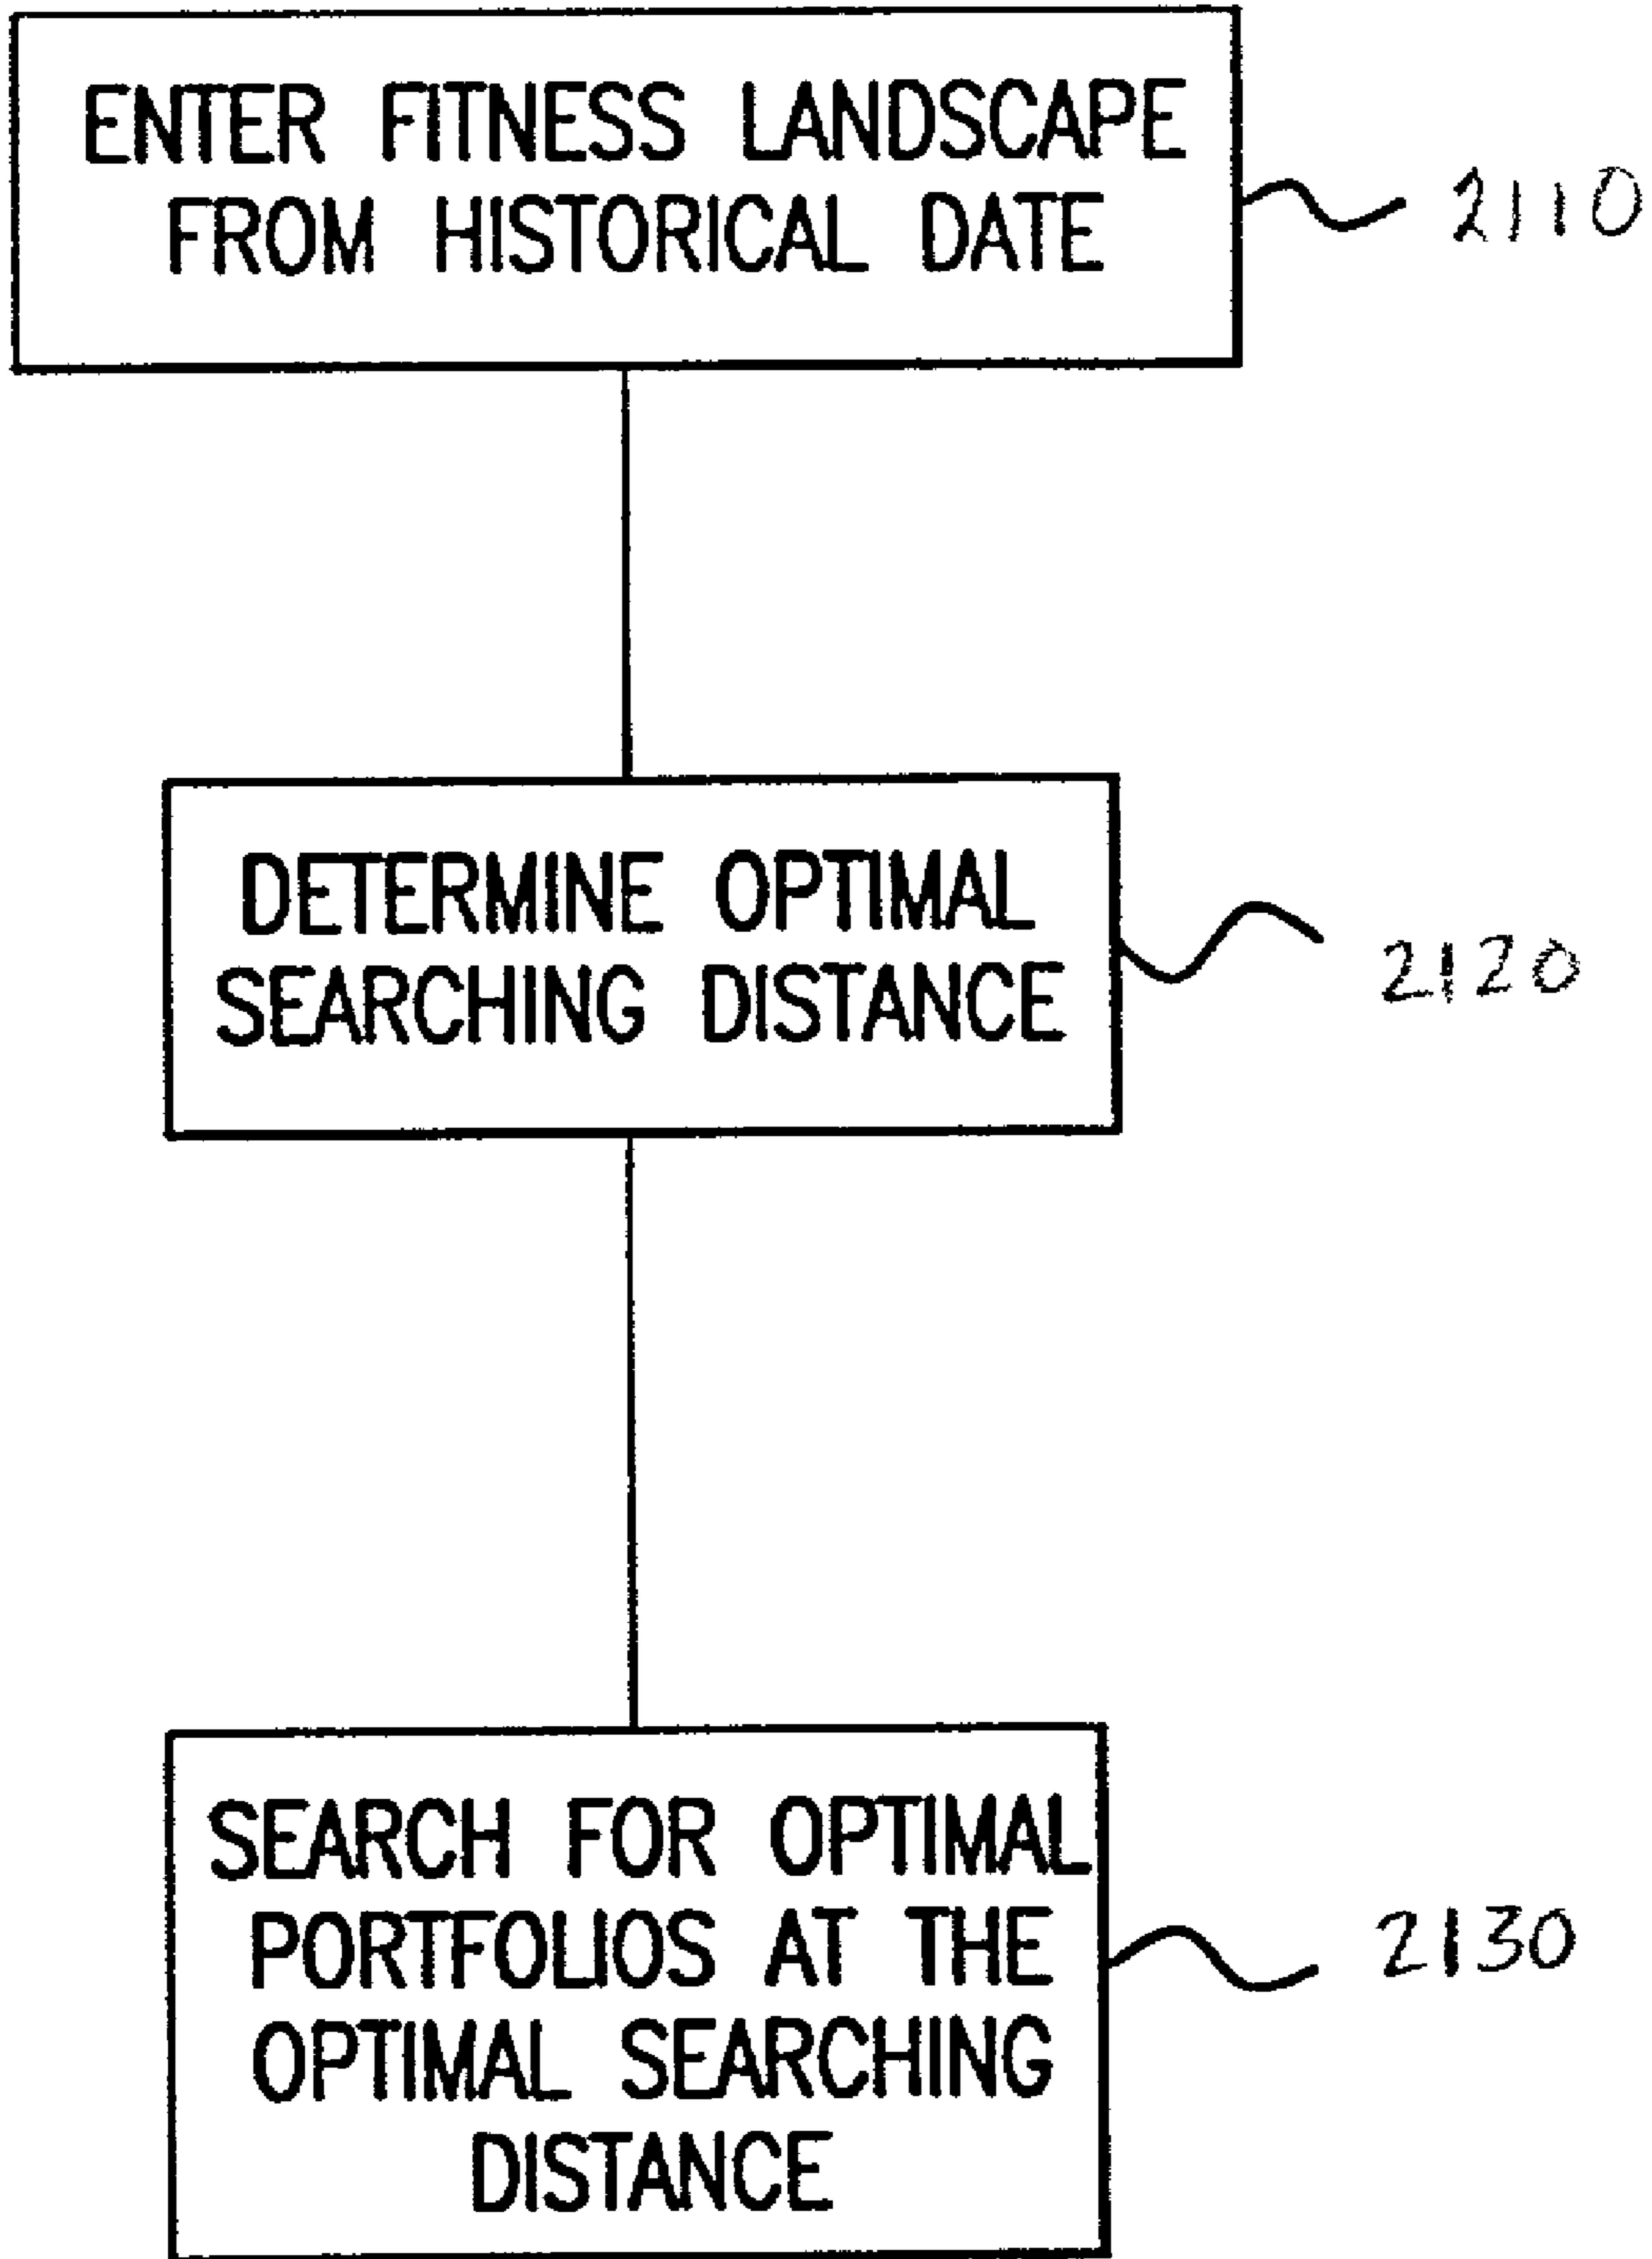 ENTER FITNESS LANDSCAPE
FROM HISTORICAL DATE
2110
DETERMINE OPTIMAL
SEARCHING DISTANCE
2120
SEARCH FOR OPTIMAL
PORTFOLIOS AT THE
OPTIMAL SEARCHING
DISTANCE
2130